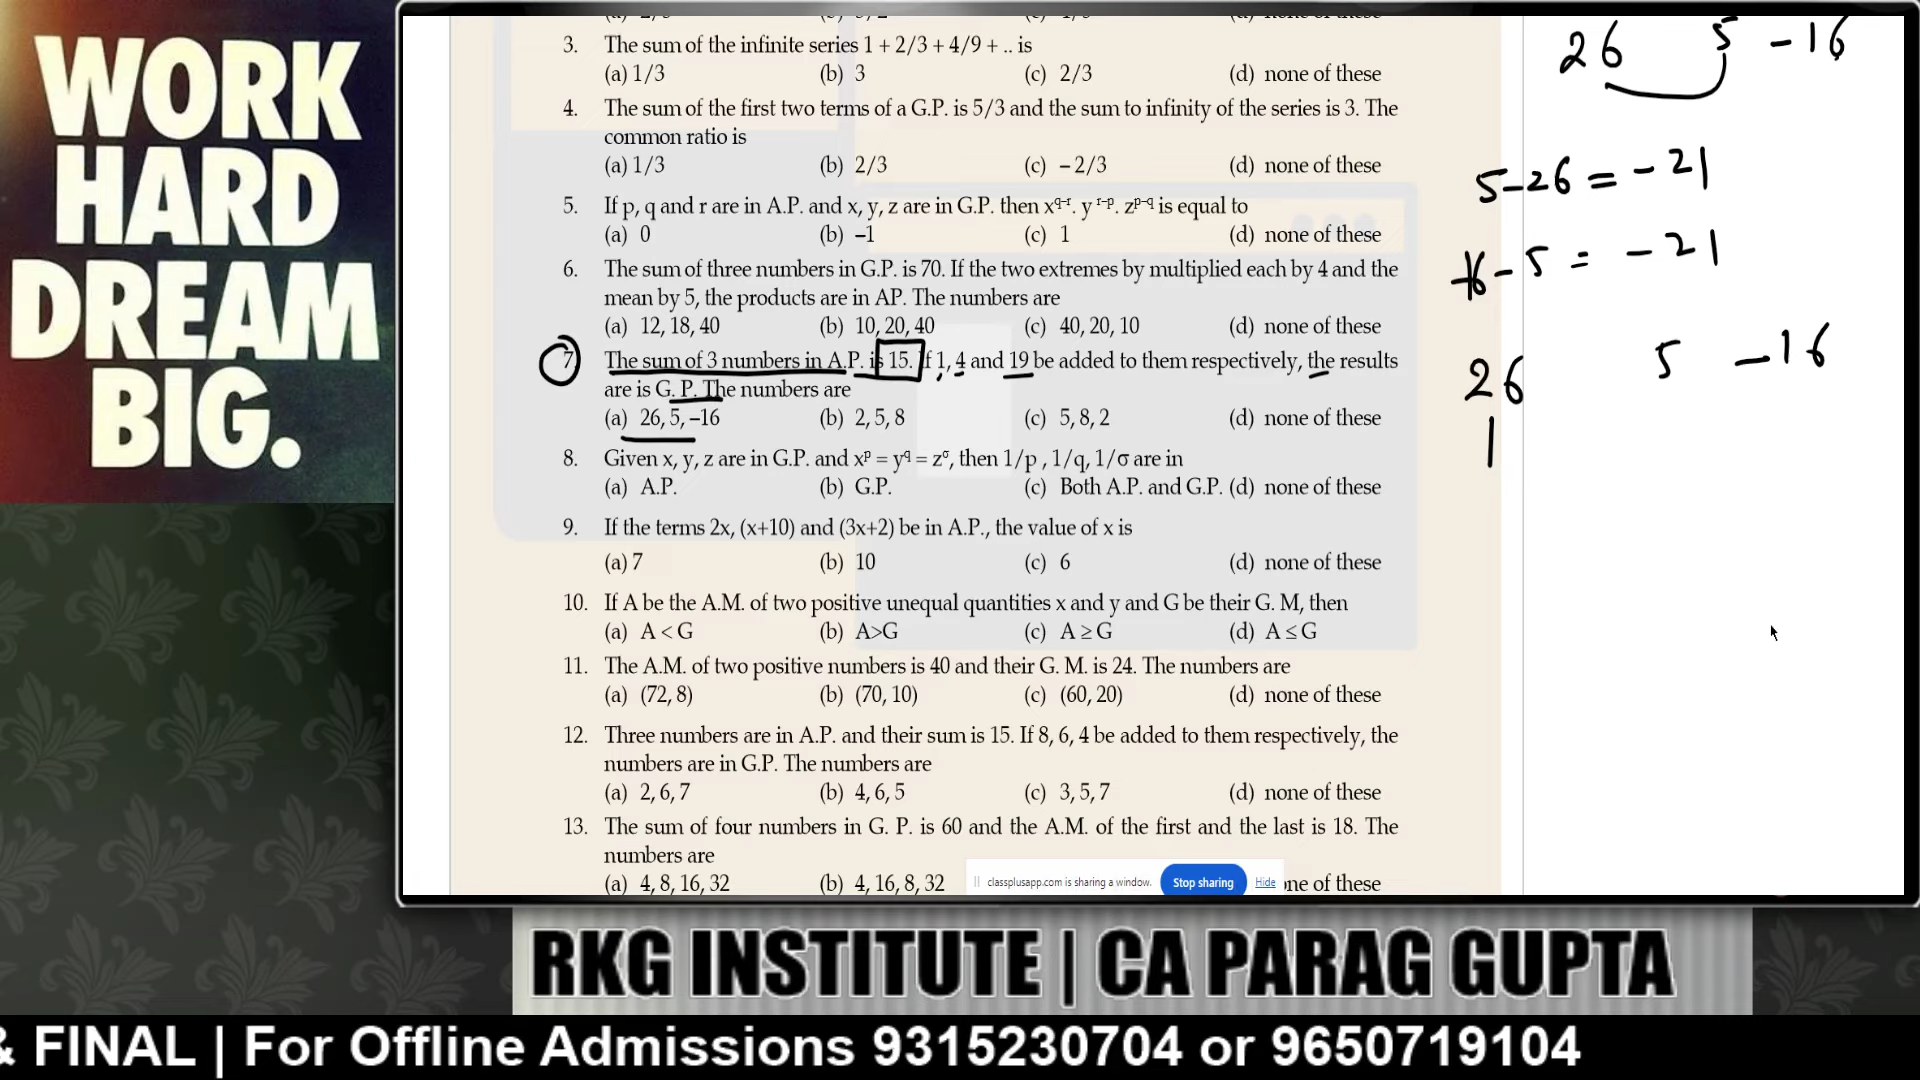 WORK
HARD
DREAM
BIG.
3. The sum of the infinite series 1 + 2/3 + 4/9 + .. is
(a) 1/3 (b) 3 (c) 2/3 (d) none of these
4. The sum of the first two terms of a G.P. is 5/3 and the sum to infinity of the series is 3. The
common ratio is
(a) 1/3 (b) 2/3 (c) – 2/3 (d) none of these
5. If p, q and r are in A.P. and x, y, z are in G.P. then x^q–r. y ^r–p. z^p–q is equal to
(a) 0 (b) –1 (c) 1 (d) none of these
6. The sum of three numbers in G.P. is 70. If the two extremes by multiplied each by 4 and the
mean by 5, the products are in AP. The numbers are
(a) 12, 18, 40 (b) 10, 20, 40 (c) 40, 20, 10 (d) none of these
7. The sum of 3 numbers in A.P. is 15. If 1, 4 and 19 be added to them respectively, the results
are is G. P. The numbers are
(a) 26, 5, –16 (b) 2, 5, 8 (c) 5, 8, 2 (d) none of these
8. Given x, y, z are in G.P. and x^p = y^q = z^σ, then 1/p , 1/q, 1/σ are in
(a) A.P. (b) G.P. (c) Both A.P. and G.P. (d) none of these
9. If the terms 2x, (x+10) and (3x+2) be in A.P., the value of x is
(a) 7 (b) 10 (c) 6 (d) none of these
10. If A be the A.M. of two positive unequal quantities x and y and G be their G. M, then
(a) A < G (b) A>G (c) A ≥ G (d) A ≤ G
11. The A.M. of two positive numbers is 40 and their G. M. is 24. The numbers are
(a) (72, 8) (b) (70, 10) (c) (60, 20) (d) none of these
12. Three numbers are in A.P. and their sum is 15. If 8, 6, 4 be added to them respectively, the
numbers are in G.P. The numbers are
(a) 2, 6, 7 (b) 4, 6, 5 (c) 3, 5, 7 (d) none of these
13. The sum of four numbers in G. P. is 60 and the A.M. of the first and the last is 18. The
numbers are
(a) 4, 8, 16, 32 (b) 4, 16, 8, 32 ne of these
classplusapp.com is sharing a window. Stop sharing Hide
26 5 -16
5-26 = -21
-16-5 = -21
26 5 -16
1
RKG INSTITUTE | CA PARAG GUPTA
& FINAL | For Offline Admissions 9315230704 or 9650719104